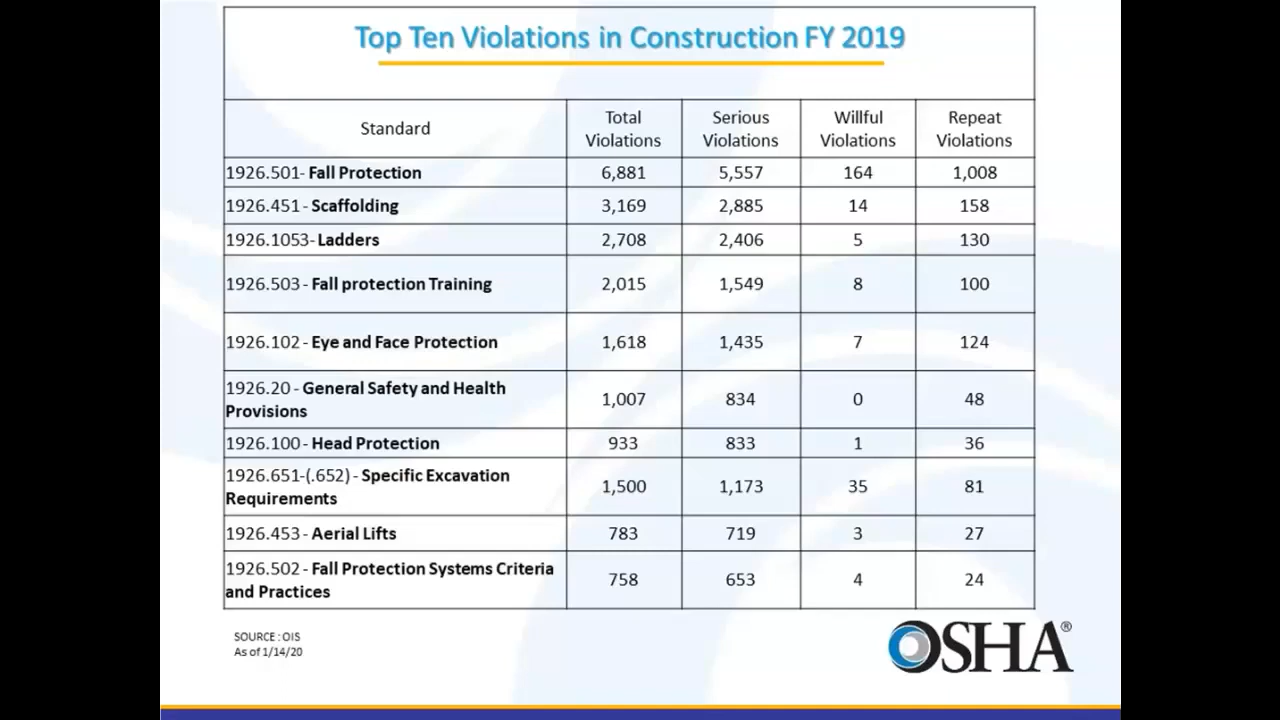 Top Ten Violations in Construction FY 2019
Standard
Total
Violations
Serious
Violations
Willful
Violations
Repeat
Violations
1926.501- Fall Protection 6,881 5,557 164 1,008
1926.451 - Scaffolding 3,169 2,885 14 158
1926.1053- Ladders 2,708 2,406 5 130
1926.503 - Fall protection Training 2,015 1,549 8 100
1926.102 - Eye and Face Protection 1,618 1,435 7 124
1926.20 - General Safety and Health
Provisions
1,007 834 0 48
1926.100 - Head Protection 933 833 1 36
1926.651-(.652) - Specific Excavation
Requirements
1,500 1,173 35 81
1926.453 - Aerial Lifts 783 719 3 27
1926.502 - Fall Protection Systems Criteria
and Practices
758 653 4 24
SOURCE : OIS
As of 1/14/20
OSHA®